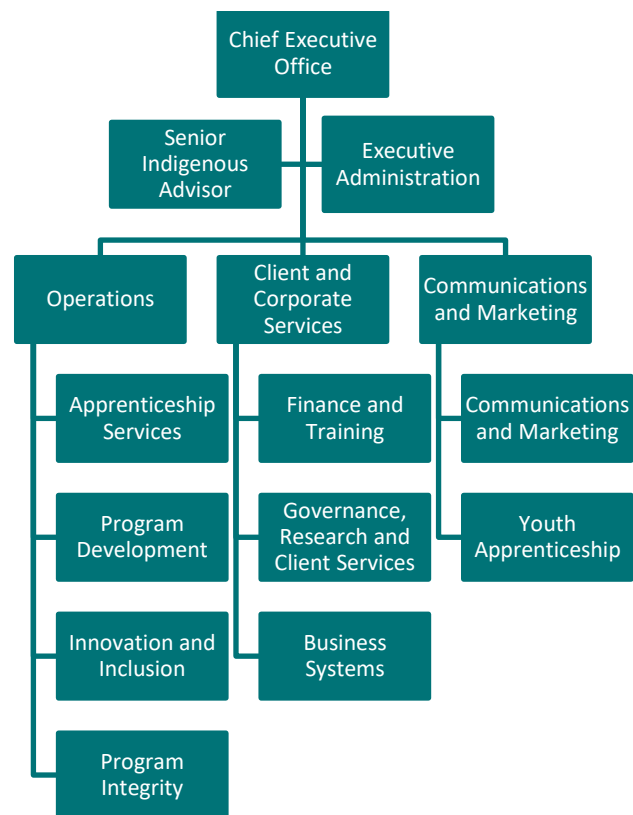 Chief Executive
Office
Senior
Indigenous
Advisor
Executive
Administration
Operations
Client and
Corporate
Services
Communications
and Marketing
Apprenticeship
Services
Finance and
Training
Communications
and Marketing
Program
Development
Governance,
Research and
Client Services
Youth
Apprenticeship
Innovation and
Inclusion
Business
Systems
Program
Integrity